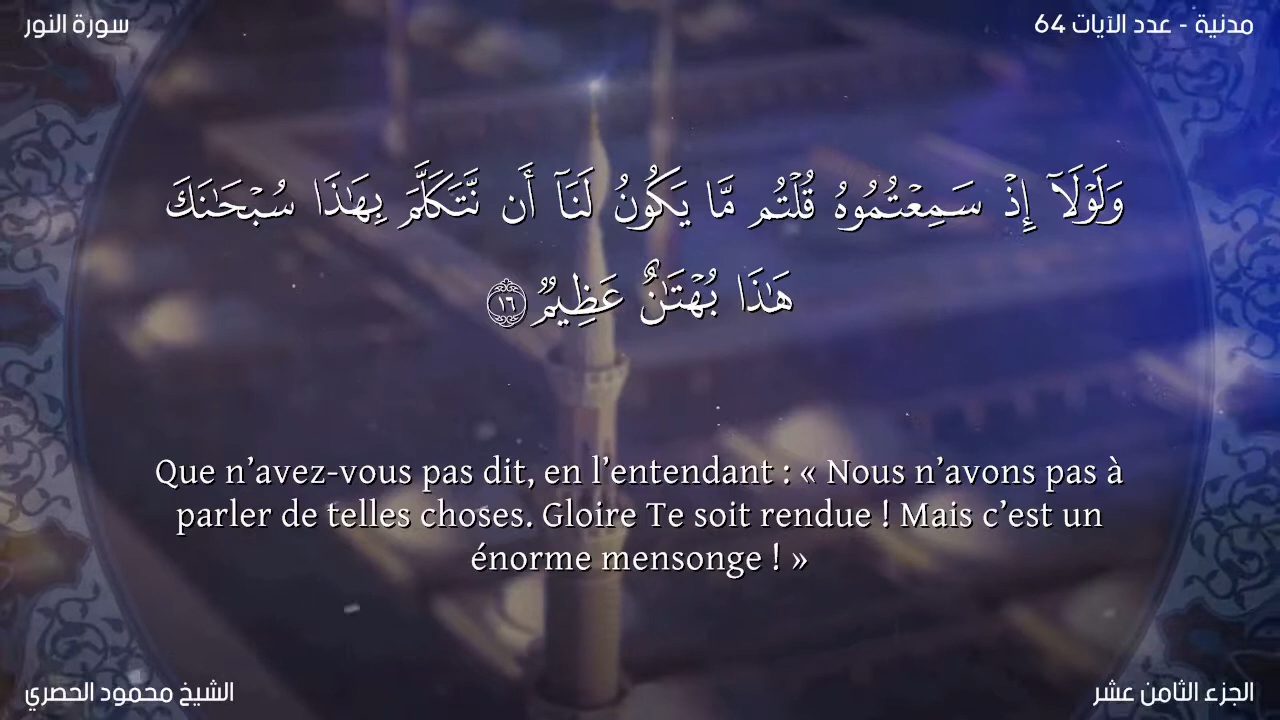 سورة النور
مدنية - عدد الآيات 64
وَلَوْلَآ إِذْ سَمِعْتُمُوهُ قُلْتُم مَّا يَكُونُ لَنَآ أَن نَّتَكَلَّمَ بِهَٰذَا سُبْحَٰنَكَ
هَٰذَا بُهْتَٰنٌ عَظِيمٌ ١٦
Que n’avez-vous pas dit, en l’entendant : « Nous n’avons pas à
parler de telles choses. Gloire Te soit rendue ! Mais c’est un
énorme mensonge ! »
الشيخ محمود الحصري
الجزء الثامن عشر